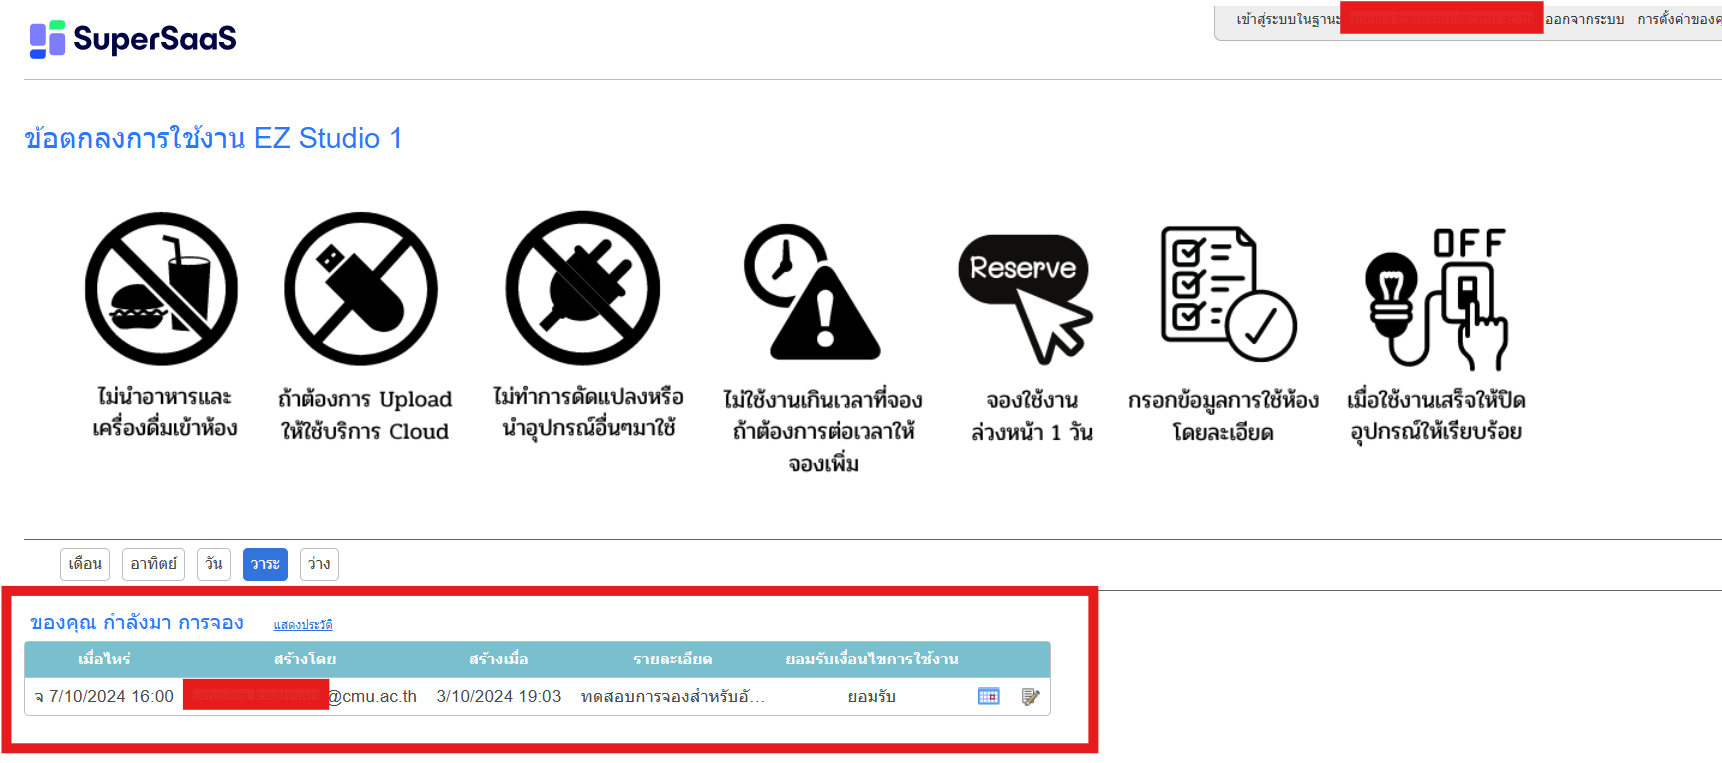 SuperSaaS
เข้าสู่ระบบในฐานะ ออกจากระบบ การตั้งค่าของค
ข้อตกลงการใช้งาน EZ Studio 1
ไม่นำอาหารและ
เครื่องดื่มเข้าห้อง
ถ้าต้องการ Upload
ให้ใช้บริการ Cloud
ไม่ทำการดัดแปลงหรือ
นำอุปกรณ์อื่นๆมาใช้
ไม่ใช้งานเกินเวลาที่จอง
ถ้าต้องการต่อเวลาให้
จองเพิ่ม
Reserve
จองใช้งาน
ล่วงหน้า 1 วัน
กรอกข้อมูลการใช้ห้อง
โดยละเอียด
OFF
เมื่อใช้งานเสร็จให้ปิด
อุปกรณ์ให้เรียบร้อย
เดือน อาทิตย์ วัน วาระ ว่าง
ของคุณ กำลังมา การจอง แสดงประวัติ
เมื่อไหร่ สร้างโดย สร้างเมื่อ รายละเอียด ยอมรับเงื่อนไขการใช้งาน
จ 7/10/2024 16:00 @cmu.ac.th 3/10/2024 19:03 ทดสอบการจองสำหรับอั... ยอมรับ